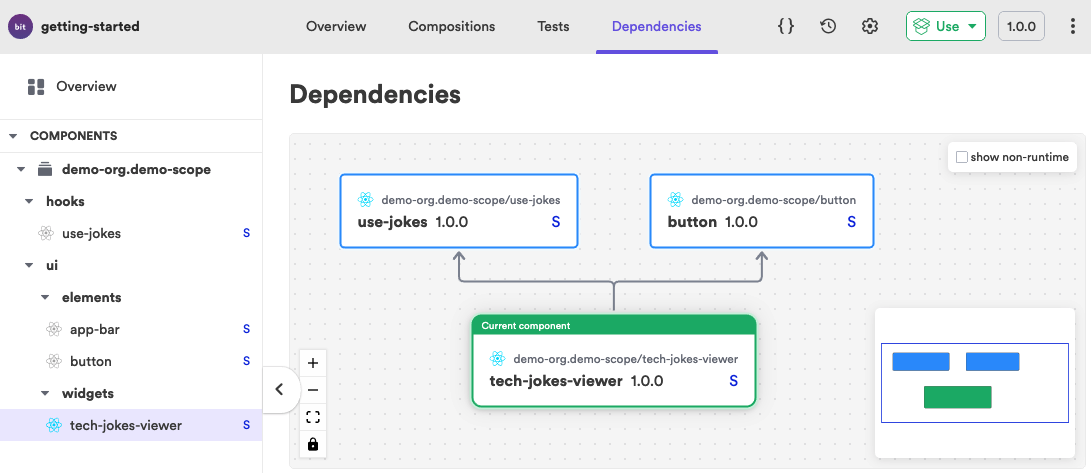 bit getting-started Overview Compositions Tests Dependencies {} Use 1.0.0
Overview
COMPONENTS
demo-org.demo-scope
hooks
use-jokes S
ui
elements
app-bar S
button S
widgets
tech-jokes-viewer S
Dependencies
show non-runtime
demo-org.demo-scope/use-jokes
use-jokes 1.0.0 S
demo-org.demo-scope/button
button 1.0.0 S
Current component
demo-org.demo-scope/tech-jokes-viewer
tech-jokes-viewer 1.0.0 S